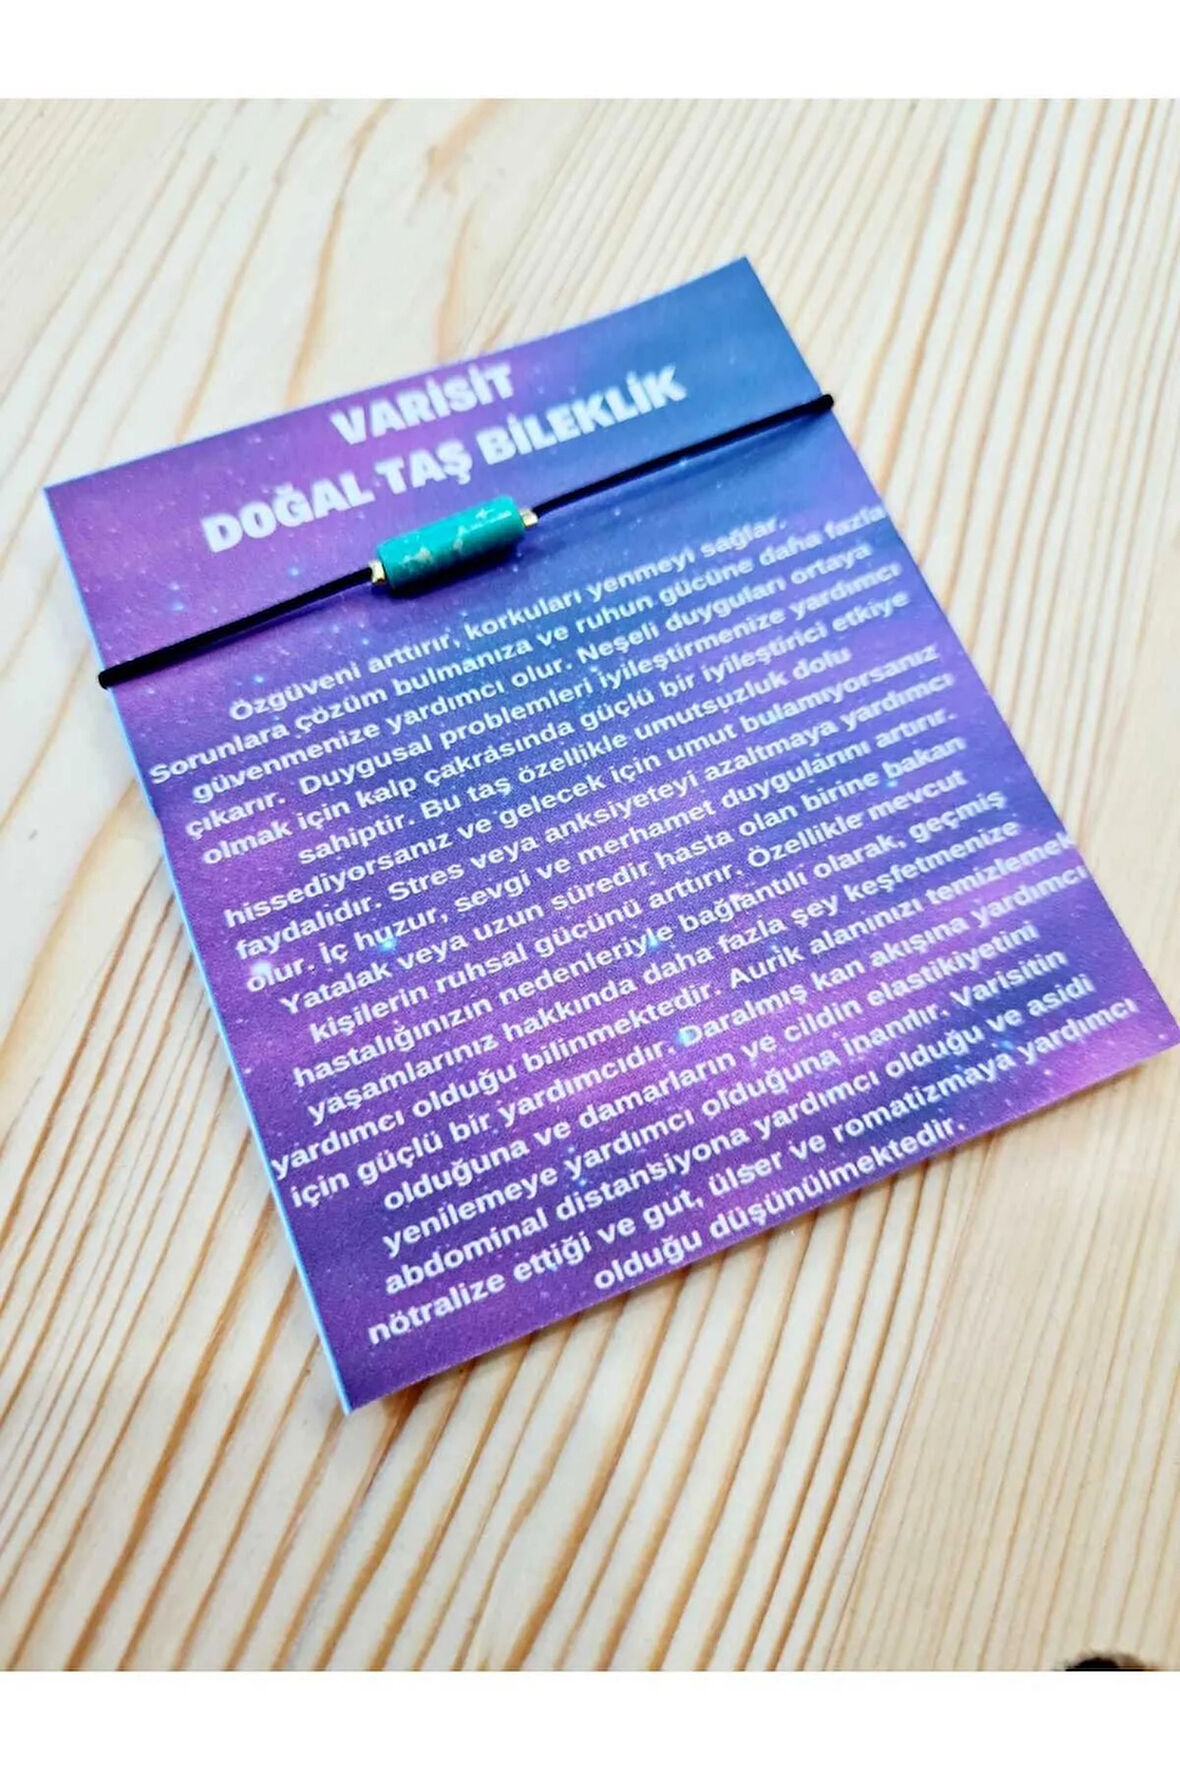 VARİSİT
DOĞAL TAŞ BİLEKLİK
Özgüveni arttırır, korkuları yenmeyi sağlar.
Sorunlara çözüm bulmanıza ve ruhun gücüne daha fazla
güvenmenize yardımcı olur. Neşeli duyguları ortaya
çıkarır. Duygusal problemleri iyileştirmenize yardımcı
olmak için kalp çakrasında güçlü bir iyileştirici etkiye
sahiptir. Bu taş özellikle umutsuzluk dolu
hissediyorsanız ve gelecek için umut bulamıyorsanız
faydalıdır. Stres veya anksiyeteyi azaltmaya yardımcı
olur. İç huzur, sevgi ve merhamet duygularını artırır.
Yatalak veya uzun süredir hasta olan birine bakan
kişilerin ruhsal gücünü arttırır. Özellikle mevcut
hastalığınızın nedenleriyle bağlantılı olarak, geçmiş
yaşamlarınız hakkında daha fazla şey keşfetmenize
yardımcı olduğu bilinmektedir. Aurik alanınızı temizlemek
için güçlü bir yardımcıdır. Daralmış kan akışına yardımcı
olduğuna ve damarların ve cildin elastikiyetini
yenilemeye yardımcı olduğuna inanılır. Varisitin
abdominal distansiyona yardımcı olduğu ve asidi
nötralize ettiği ve gut, ülser ve romatizmaya yardımcı
olduğu düşünülmektedir.